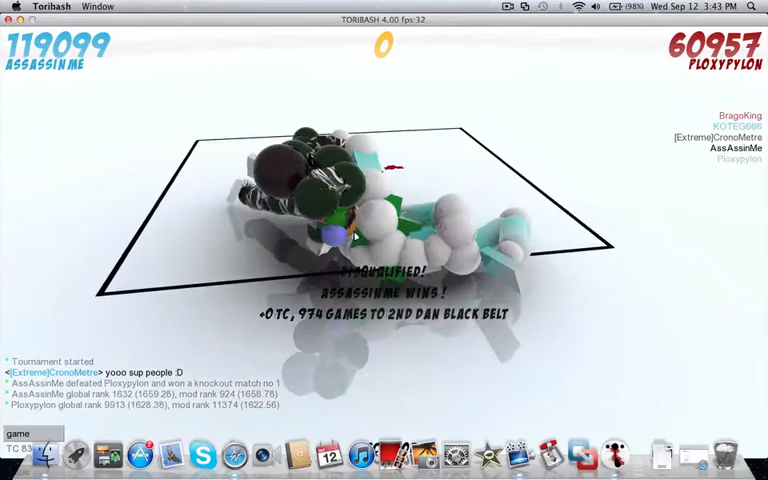 Toribash Window
(98%) Wed Sep 12 3:43 PM
TORIBASH 4.00 fps:32
119099
ASSASSINME
0
60957
PLOXYPYLON
BragoKing
KOTEG666
[Extreme]CronoMetre
AssAssinMe
Ploxypylon
DISQUALIFIED!
ASSASSINME WINS!
+0 TC, 974 GAMES TO 2ND DAN BLACK BELT
* Tournament started
<[Extreme]CronoMetre> yooo sup people :D
* AssAssinMe defeated Ploxypylon and won a knockout match no 1
* AssAssinMe global rank 1632 (1659.28), mod rank 924 (1658.78)
* Ploxypylon global rank 9913 (1628.38), mod rank 11374 (1622.56)
game
TC 83
12